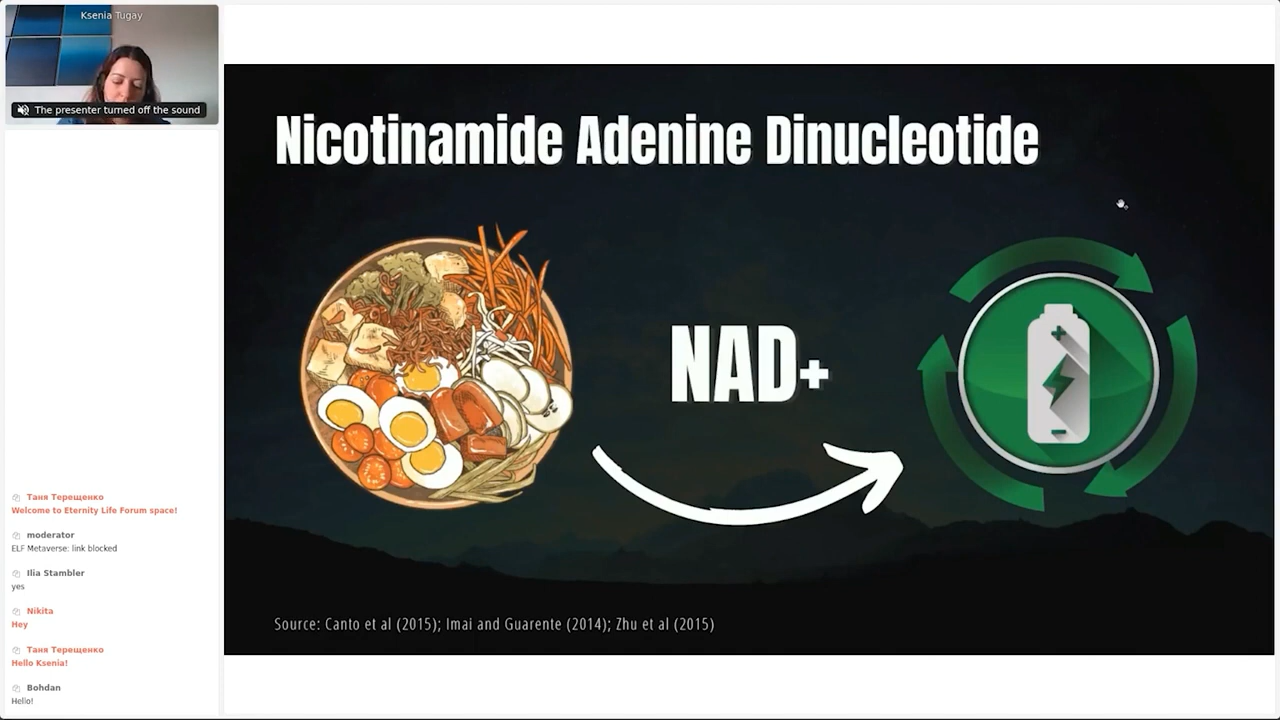 Ksenia Tugay
The presenter turned off the sound
Nicotinamide Adenine Dinucleotide
NAD+
Source: Canto et al (2015); Imai and Guarente (2014); Zhu et al (2015)
Таня Терещенко
Welcome to Eternity Life Forum space!
moderator
ELF Metaverse: link blocked
Ilia Stambler
yes
Nikita
Hey
Таня Терещенко
Hello Ksenia!
Bohdan
Hello!